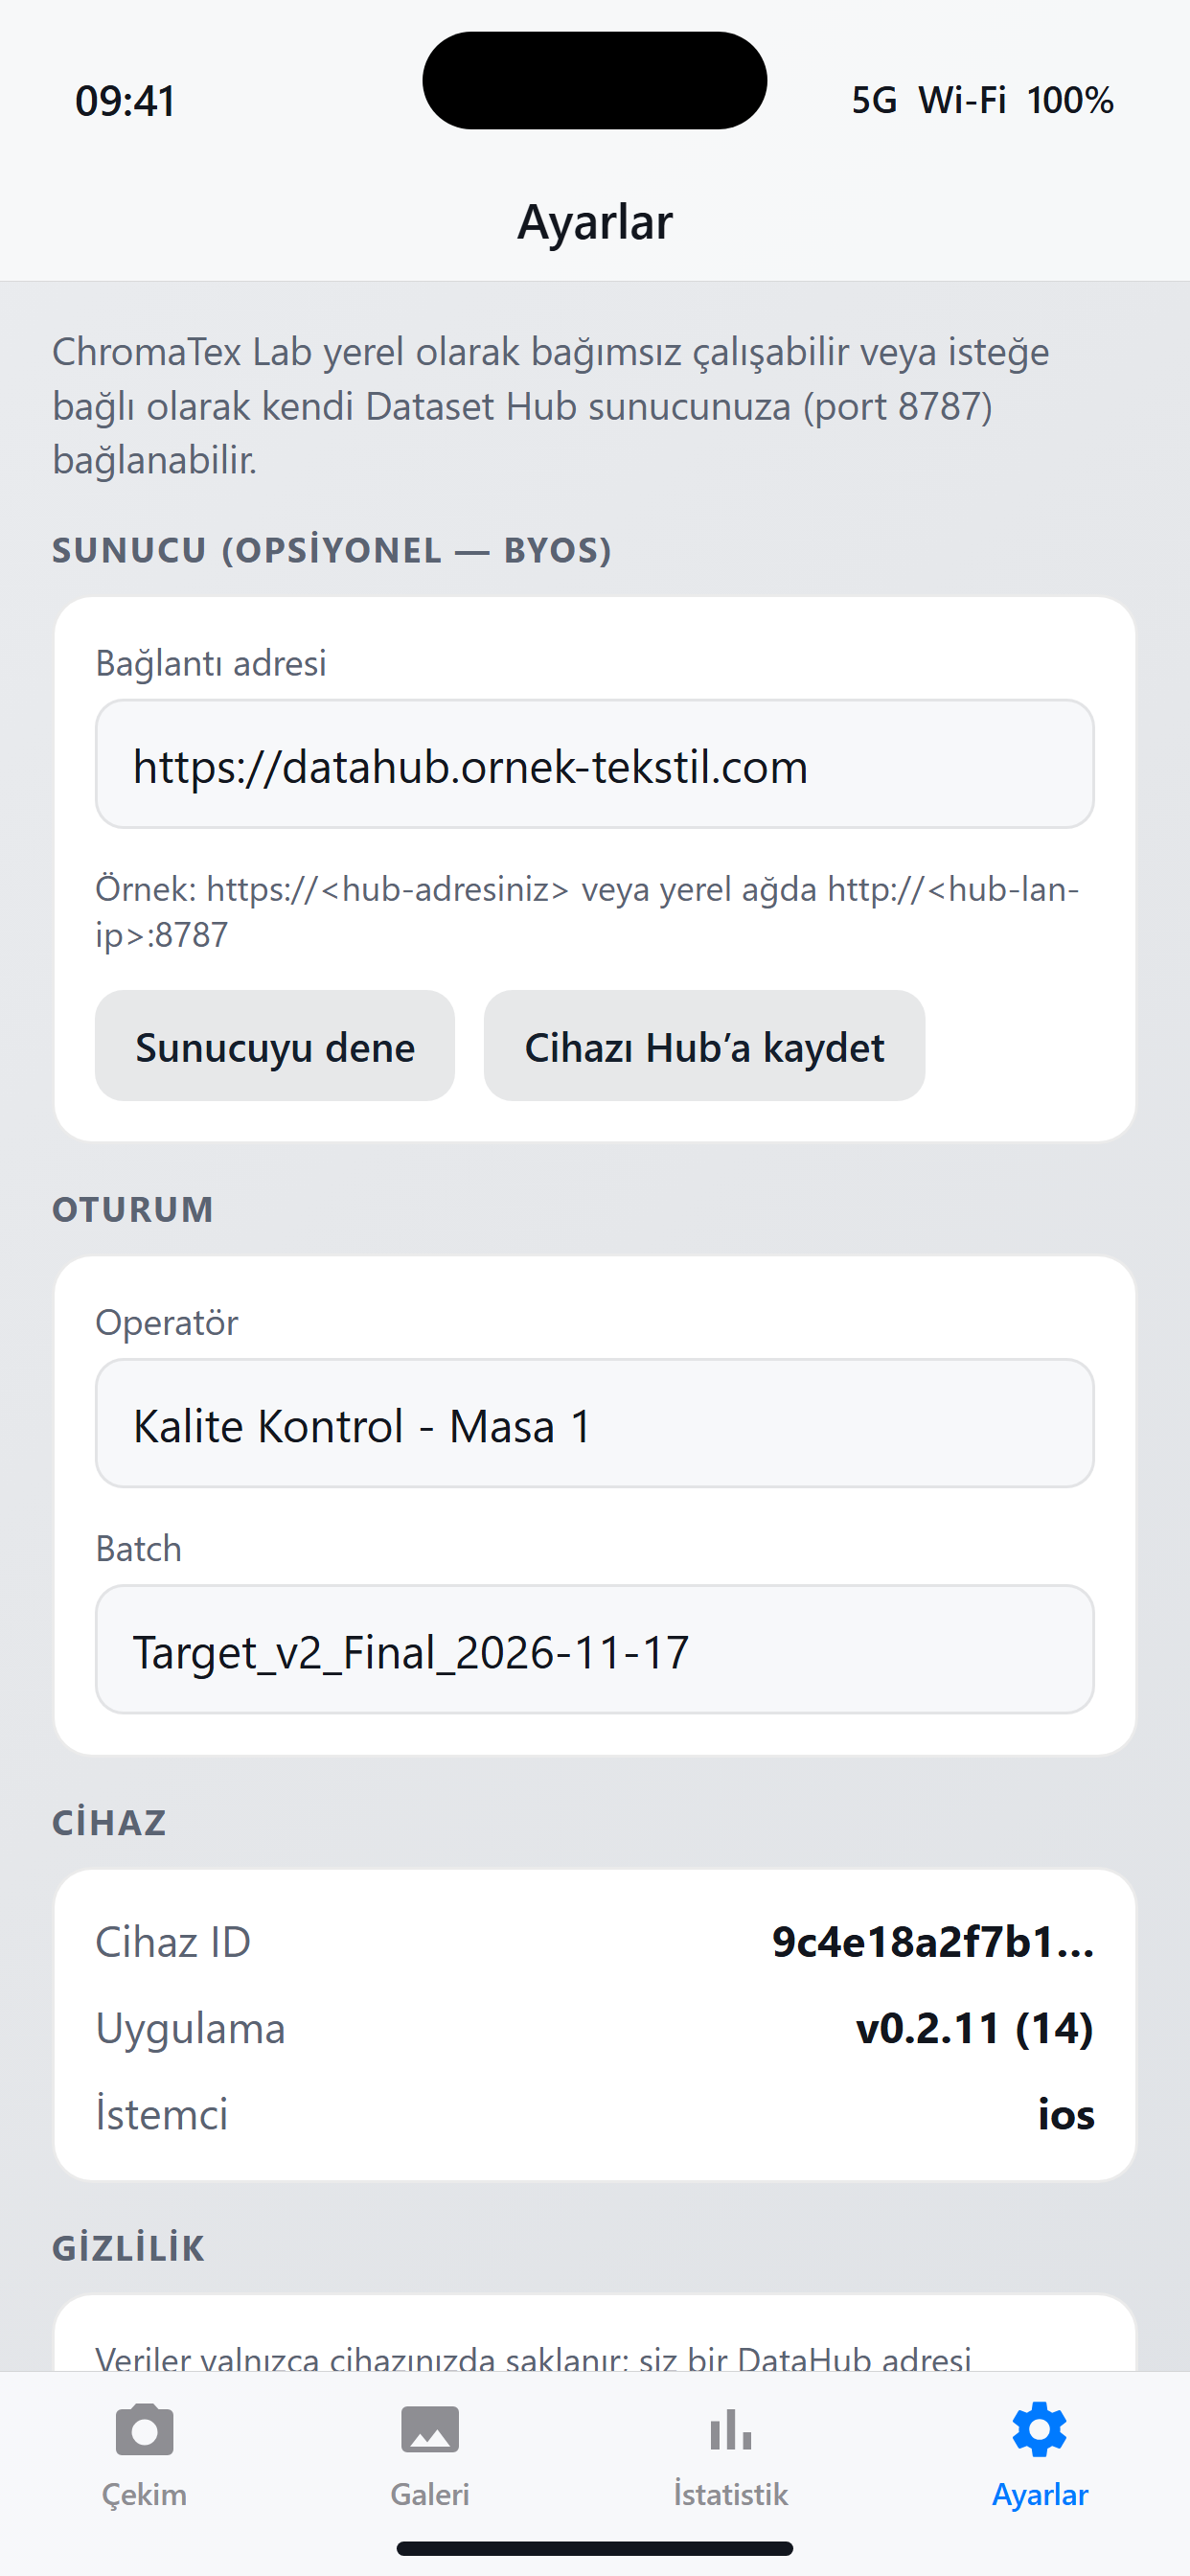 09:41
5G Wi-Fi 100%
Ayarlar
ChromaTex Lab yerel olarak bağımsız çalışabilir veya isteğe
bağlı olarak kendi Dataset Hub sunucunuza (port 8787)
bağlanabilir.
SUNUCU (OPSİYONEL — BYOS)
Bağlantı adresi
https://datahub.ornek-tekstil.com
Örnek: https://<hub-adresiniz> veya yerel ağda http://<hub-lan-
ip>:8787
Sunucuyu dene
Cihazı Hub’a kaydet
OTURUM
Operatör
Kalite Kontrol - Masa 1
Batch
Target_v2_Final_2026-11-17
CİHAZ
Cihaz ID
9c4e18a2f7b1…
Uygulama
v0.2.11 (14)
İstemci
ios
GİZLİLİK
Veriler yalnızca cihazınızda saklanır; siz bir DataHub adresi
Çekim
Galeri
İstatistik
Ayarlar